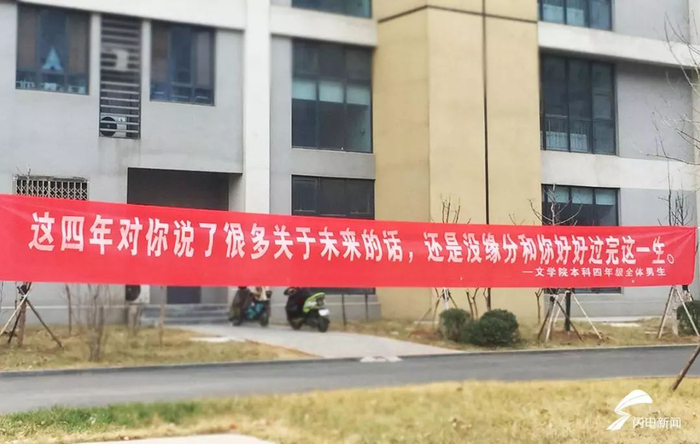 这四年对你说了很多关于未来的话，还是没缘分和你好好过完这一生。
—文学院本科四年级全体男生
闪电新闻